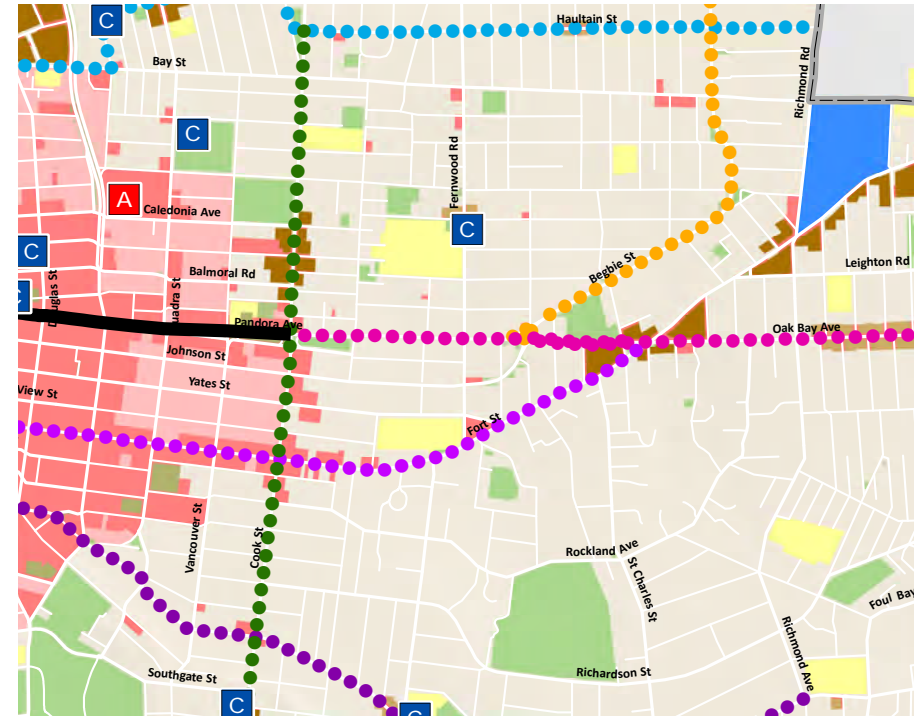 Haultain St
C
Bay St
Richmond Rd
C
Fernwood Rd
A
Caledonia Ave
C
C
Begbie St
Leighton Rd
Balmoral Rd
Douglas St
uadra St
C
Pandora Ave
Oak Bay Ave
Johnson St
Yates St
View St
Fort St
Vancouver St
Cook St
Rockland Ave
St Charles St
Foul Bay
Richmond Ave
Richardson St
Southgate St
C
C